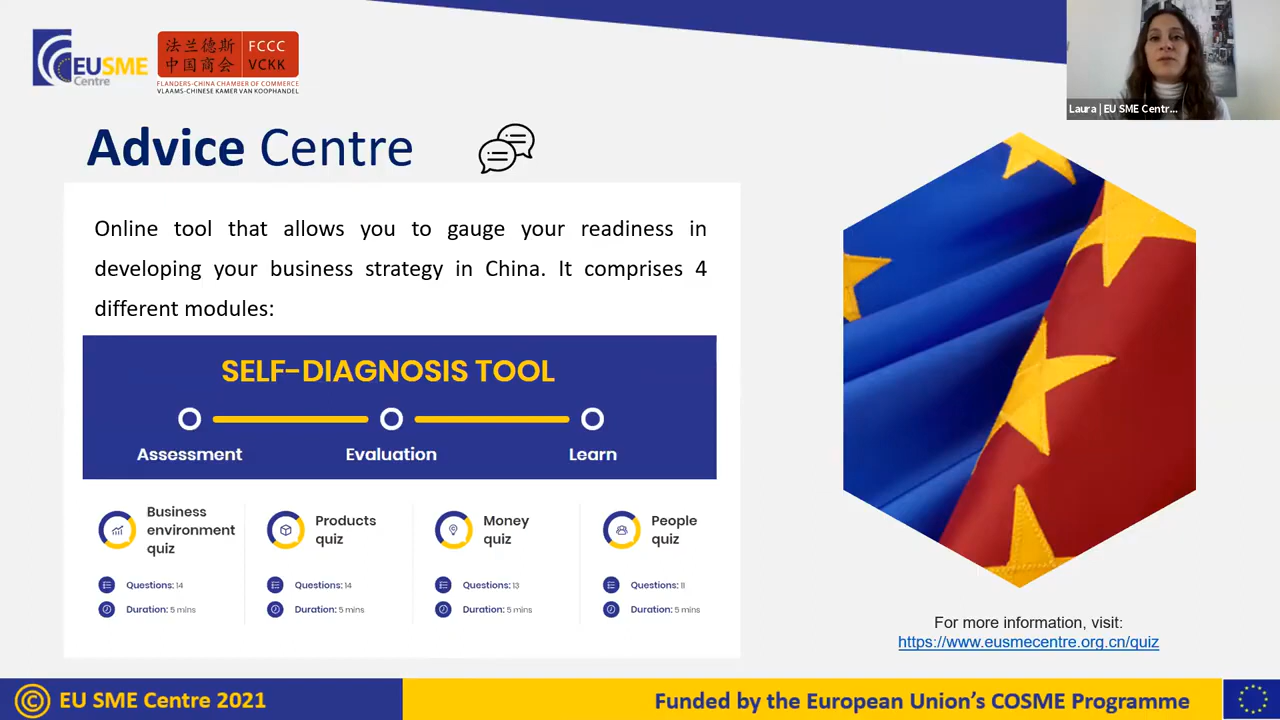 EUSME
Centre
法兰德斯
中国商会
FCCC
VCKK
FLANDERS-CHINA CHAMBER OF COMMERCE
VLAAMS-CHINESE KAMER VAN KOOPHANDEL
Laura | EU SME Centr...
Advice Centre
Online tool that allows you to gauge your readiness in
developing your business strategy in China. It comprises 4
different modules:
SELF-DIAGNOSIS TOOL
Assessment
Evaluation
Learn
Business
environment
quiz
Questions: 14
Duration: 5 mins
Products
quiz
Questions: 14
Duration: 5 mins
Money
quiz
Questions: 13
Duration: 5 mins
People
quiz
Questions: 11
Duration: 5 mins
For more information, visit:
https://www.eusmecentre.org.cn/quiz
© EU SME Centre 2021
Funded by the European Union’s COSME Programme